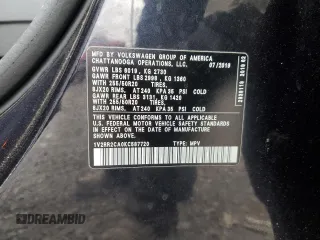 MFD BY VOLKSWAGEN GROUP OF AMERICA
CHATTANOOGA OPERATIONS, LLC. 07/2019
GVWR LBS 6019, KG 2730
GAWR FRONT LBS 2998 KG 1360
WITH 255/50R20 TIRES,
8JX20 RIMS, AT 240 KPA 35 PSI COLD
GAWR REAR LBS 3131 KG 1420
WITH 255/50R20 TIRES,
8JX20 RIMS, AT 240 KPA 35 PSI COLD
THIS VEHICLE CONFORMS TO ALL APPLICABLE
U.S. FEDERAL MOTOR VEHICLE SAFETY STANDARDS
IN EFFECT ON THE DATE OF MANUFACTURE SHOWN ABOVE.
TYPE: MPV
AUTOBIDMASTER